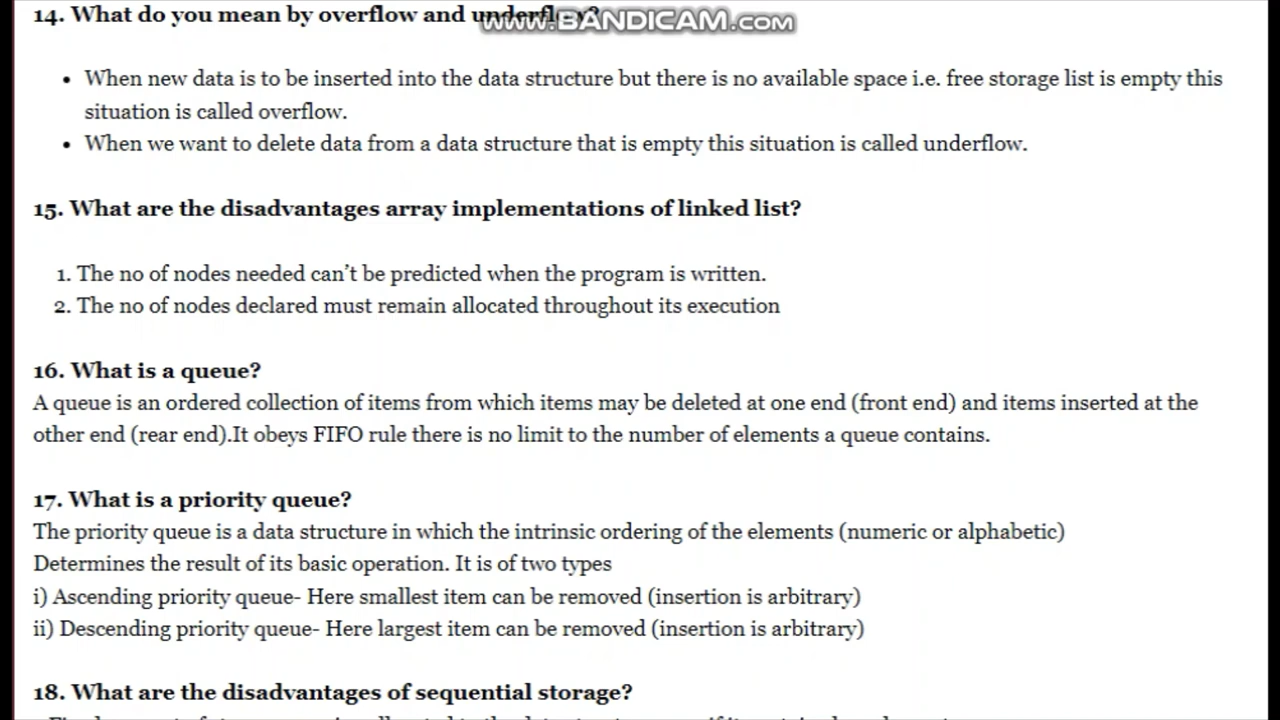 14. What do you mean by overflow and underflow?
www.BANDICAM.com
• When new data is to be inserted into the data structure but there is no available space i.e. free storage list is empty this
situation is called overflow.
• When we want to delete data from a data structure that is empty this situation is called underflow.
15. What are the disadvantages array implementations of linked list?
1. The no of nodes needed can't be predicted when the program is written.
2. The no of nodes declared must remain allocated throughout its execution
16. What is a queue?
A queue is an ordered collection of items from which items may be deleted at one end (front end) and items inserted at the
other end (rear end).It obeys FIFO rule there is no limit to the number of elements a queue contains.
17. What is a priority queue?
The priority queue is a data structure in which the intrinsic ordering of the elements (numeric or alphabetic)
Determines the result of its basic operation. It is of two types
i) Ascending priority queue- Here smallest item can be removed (insertion is arbitrary)
ii) Descending priority queue- Here largest item can be removed (insertion is arbitrary)
18. What are the disadvantages of sequential storage?